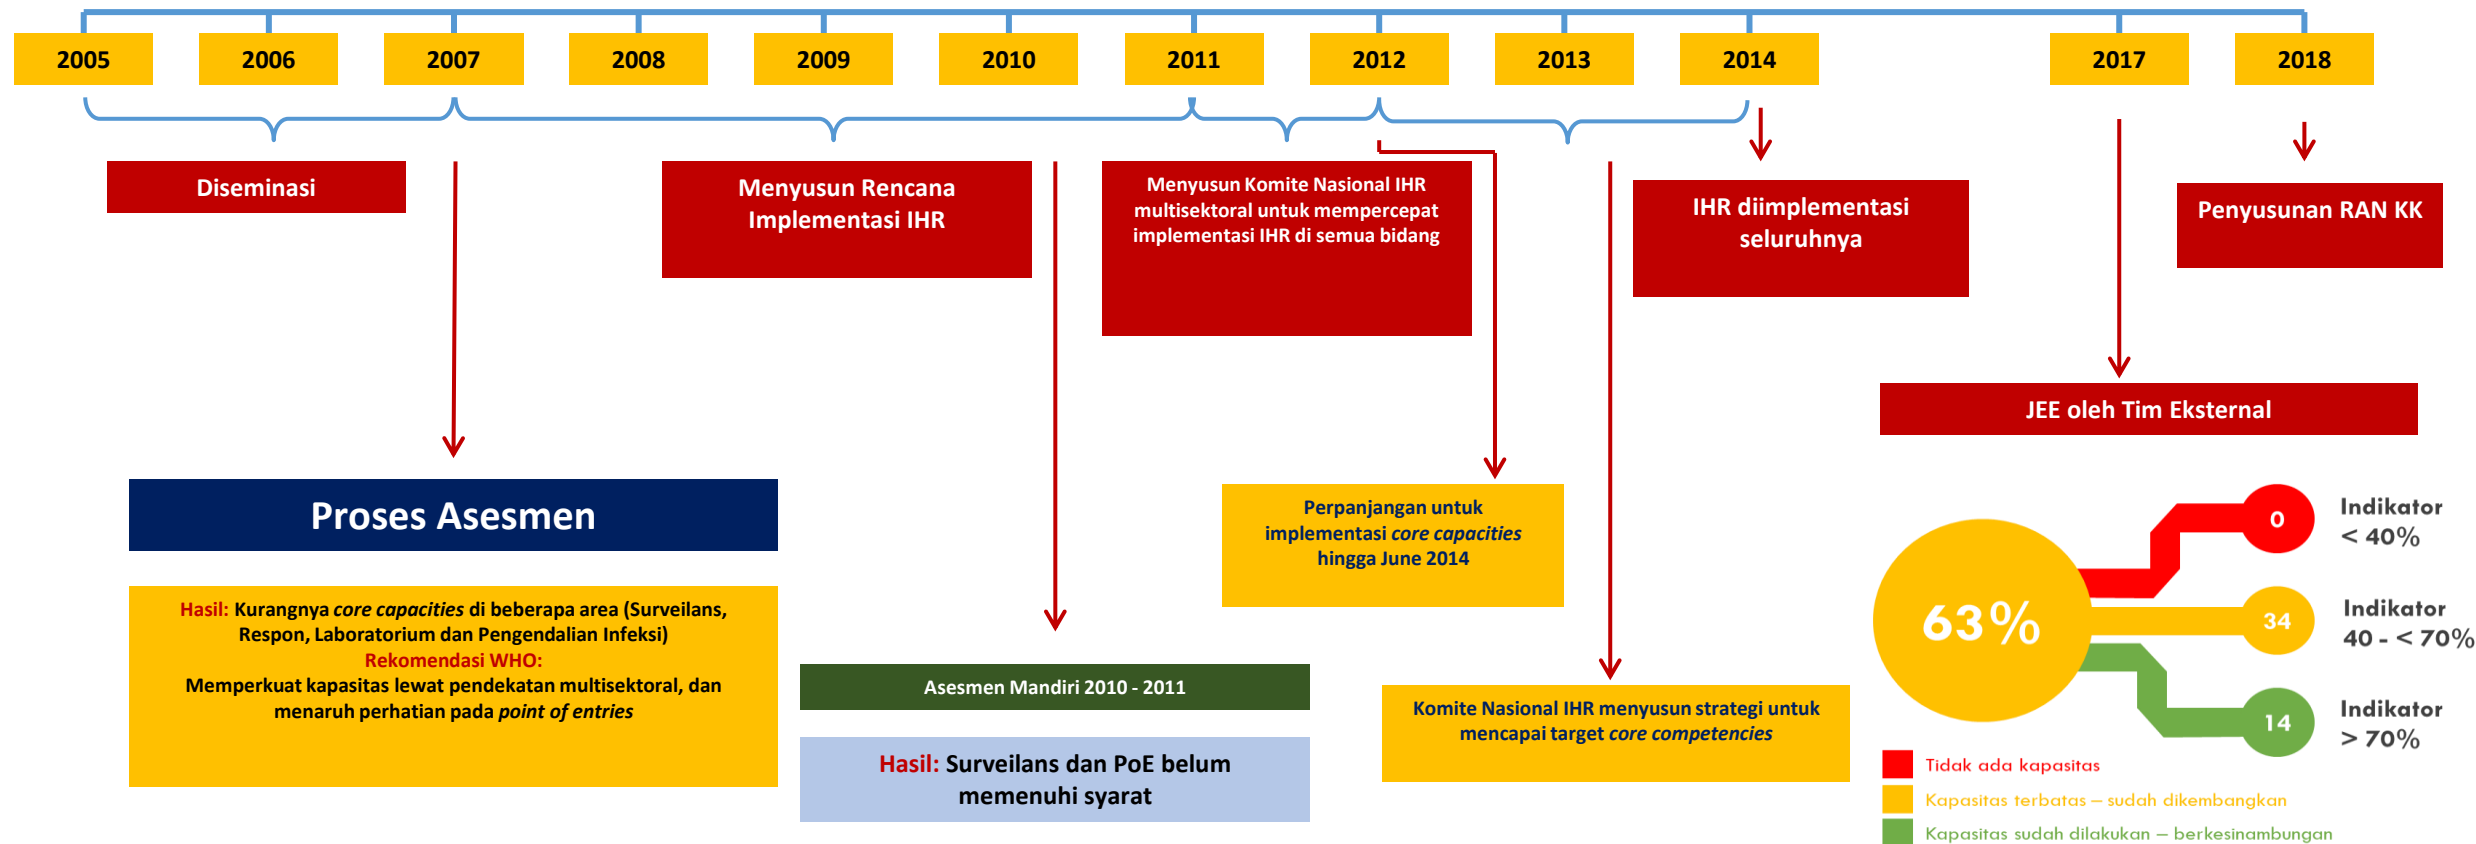 2005
2006
2007
2008
2009
2010
2011
2012
2013
2014
2017
2018
Diseminasi
Menyusun Rencana
Implementasi IHR
Menyusun Komite Nasional IHR
multisektoral untuk mempercepat
implementasi IHR di semua bidang
IHR diimplementasi
seluruhnya
Penyusunan RAN KK
JEE oleh Tim Eksternal
Proses Asesmen
Hasil: Kurangnya core capacities di beberapa area (Surveilans,
Respon, Laboratorium dan Pengendalian Infeksi)
Rekomendasi WHO:
Memperkuat kapasitas lewat pendekatan multisektoral, dan
menaruh perhatian pada point of entries
Asesmen Mandiri 2010 - 2011
Hasil: Surveilans dan PoE belum
memenuhi syarat
Perpanjangan untuk
implementasi core capacities
hingga June 2014
Komite Nasional IHR menyusun strategi untuk
mencapai target core competencies
63%
0
Indikator
< 40%
34
Indikator
40 - < 70%
14
Indikator
> 70%
Tidak ada kapasitas
Kapasitas terbatas – sudah dikembangkan
Kapasitas sudah dilakukan – berkesinambungan